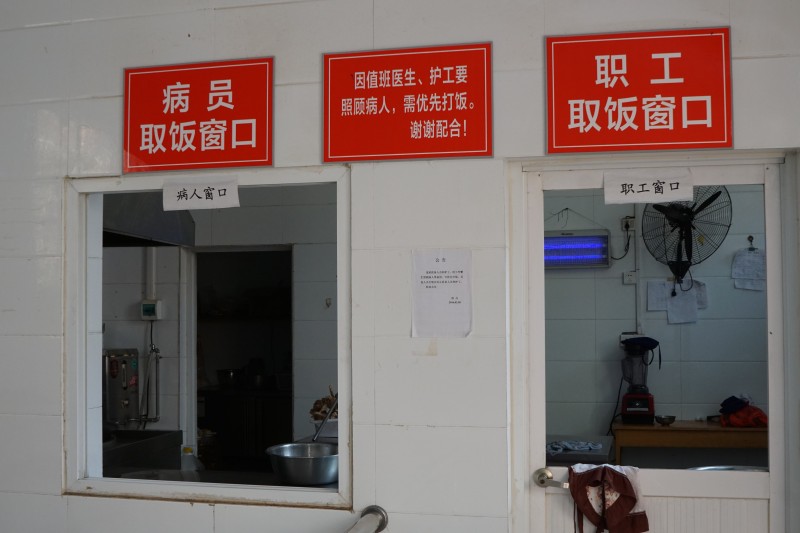 病员
取饭窗口
因值班医生、护工要
照顾病人，需优先打饭。
谢谢配合！
职工
取饭窗口
病人窗口
职工窗口